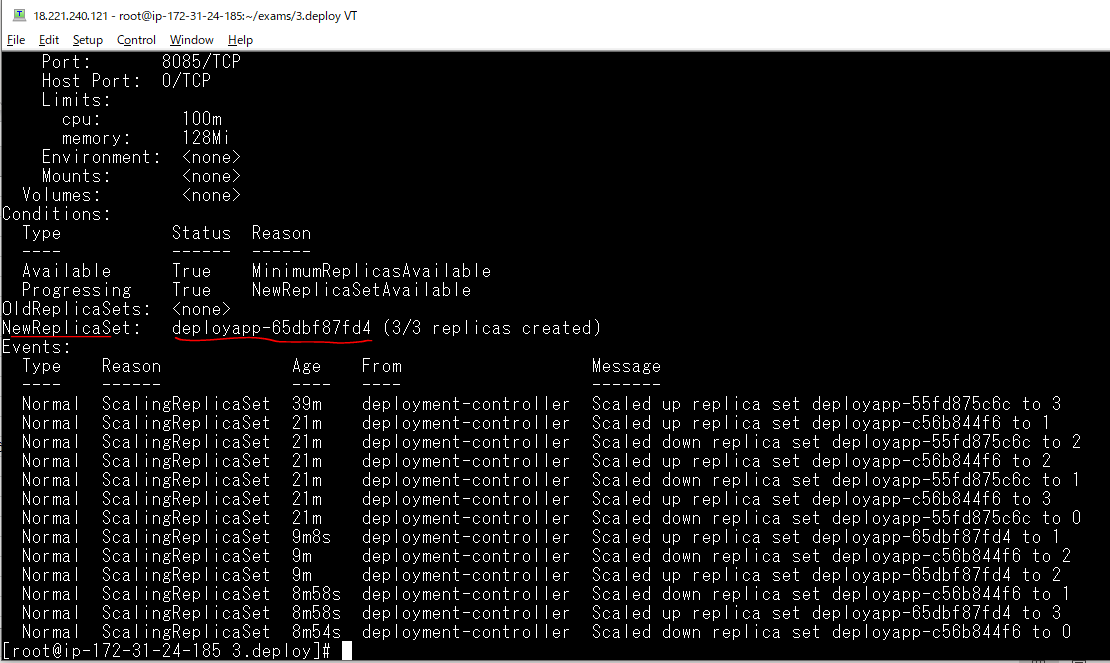 18.221.240.121 - root@ip-172-31-24-185:~/exams/3.deploy VT
File Edit Setup Control Window Help
Port: 8085/TCP
Host Port: 0/TCP
Limits:
cpu: 100m
memory: 128Mi
Environment: <none>
Mounts: <none>
Volumes: <none>
Conditions:
Type Status Reason
---- ------ ------
Available True MinimumReplicasAvailable
Progressing True NewReplicaSetAvailable
OldReplicaSets: <none>
NewReplicaSet: deployapp-65dbf87fd4 (3/3 replicas created)
Events:
Type Reason Age From Message
---- ------ ---- ---- -------
Normal ScalingReplicaSet 39m deployment-controller Scaled up replica set deployapp-55fd875c6c to 3
Normal ScalingReplicaSet 21m deployment-controller Scaled up replica set deployapp-c56b844f6 to 1
Normal ScalingReplicaSet 21m deployment-controller Scaled down replica set deployapp-55fd875c6c to 2
Normal ScalingReplicaSet 21m deployment-controller Scaled up replica set deployapp-c56b844f6 to 2
Normal ScalingReplicaSet 21m deployment-controller Scaled down replica set deployapp-55fd875c6c to 1
Normal ScalingReplicaSet 21m deployment-controller Scaled up replica set deployapp-c56b844f6 to 3
Normal ScalingReplicaSet 21m deployment-controller Scaled down replica set deployapp-55fd875c6c to 0
Normal ScalingReplicaSet 9m8s deployment-controller Scaled up replica set deployapp-65dbf87fd4 to 1
Normal ScalingReplicaSet 9m deployment-controller Scaled down replica set deployapp-c56b844f6 to 2
Normal ScalingReplicaSet 9m deployment-controller Scaled up replica set deployapp-65dbf87fd4 to 2
Normal ScalingReplicaSet 8m58s deployment-controller Scaled down replica set deployapp-c56b844f6 to 1
Normal ScalingReplicaSet 8m58s deployment-controller Scaled up replica set deployapp-65dbf87fd4 to 3
Normal ScalingReplicaSet 8m54s deployment-controller Scaled down replica set deployapp-c56b844f6 to 0
[root@ip-172-31-24-185 3.deploy]#